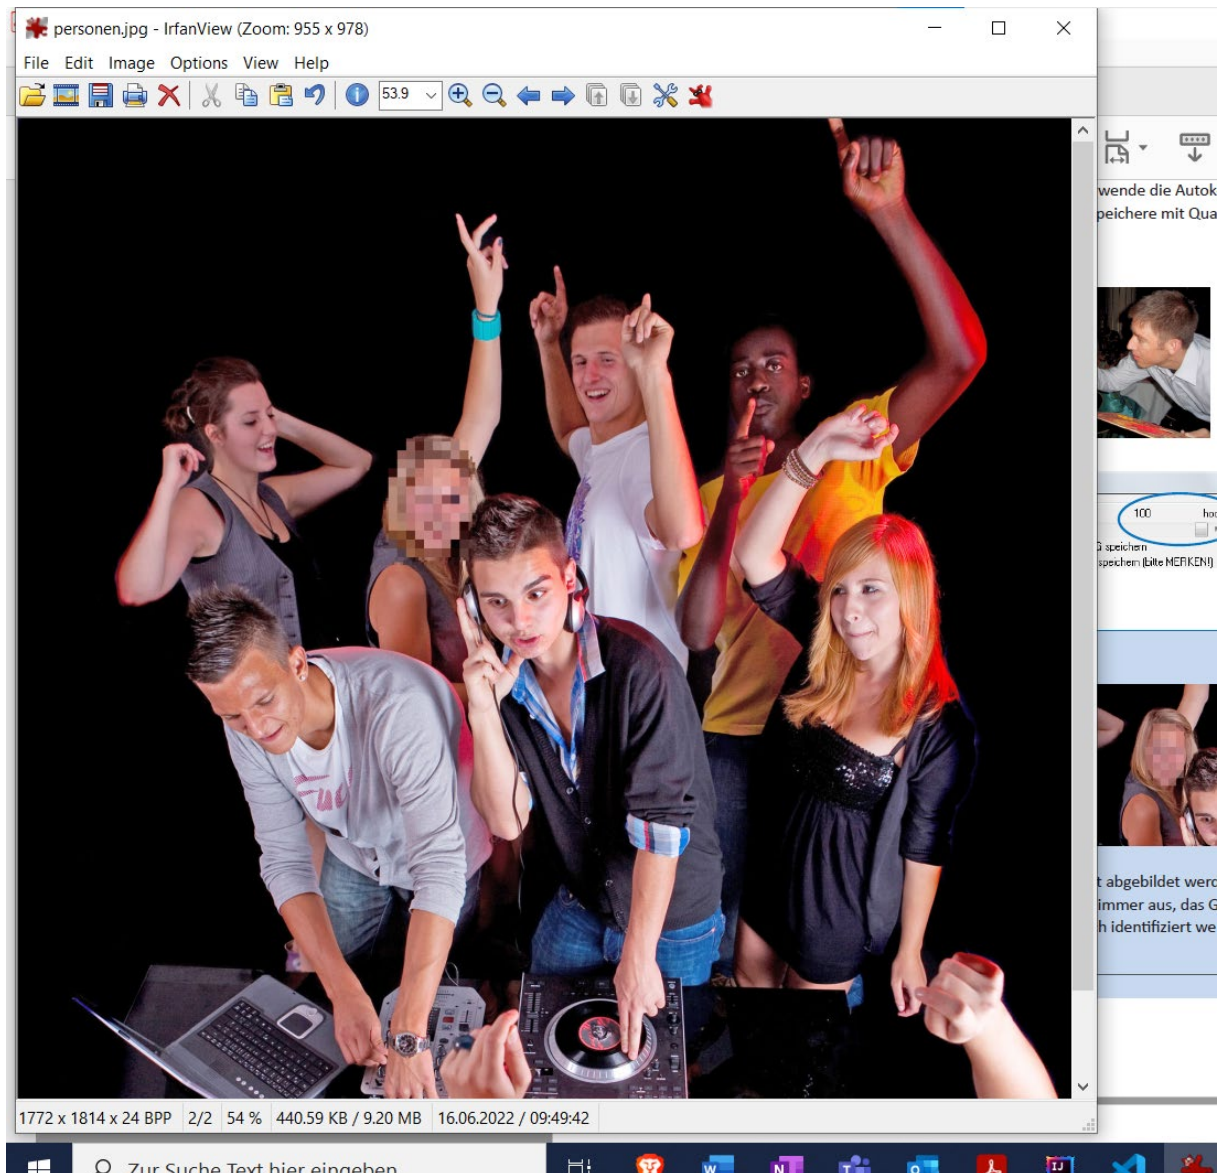 personen.jpg - IrfanView (Zoom: 955 x 978)
File Edit Image Options View Help
53.9
wende die Autok
peichere mit Qua
100 hoc
G speichern
speichern (bitte MERKEN!)
t abgebildet werd
immer aus, das G
h identifiziert we
1772 x 1814 x 24 BPP 2/2 54 % 440.59 KB / 9.20 MB 16.06.2022 / 09:49:42
Zur Suche Text hier eingeben